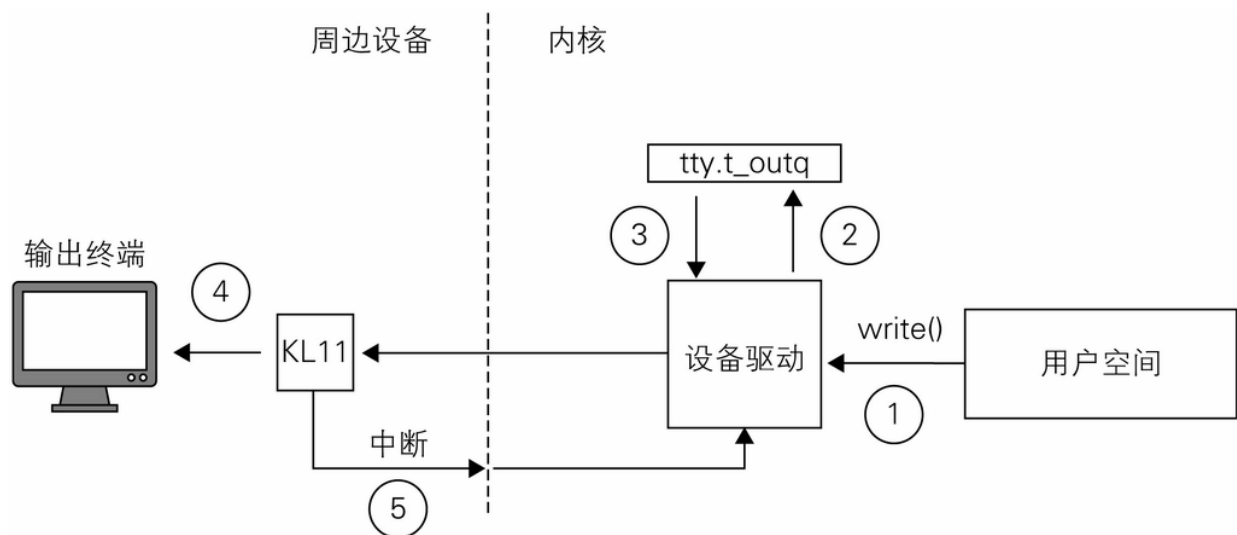 周边设备
内核
tty.t_outq
3
2
输出终端
4
KL11
设备驱动
write()
用户空间
1
中断
5